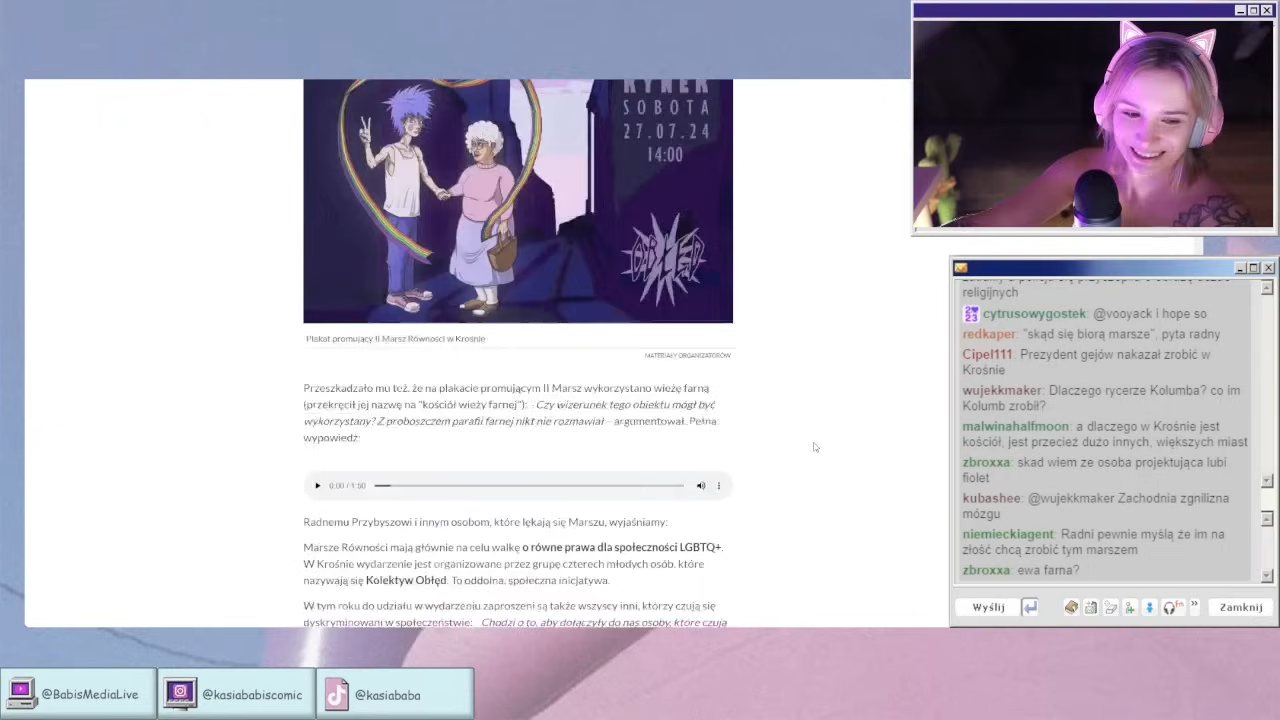 RYNEK
SOBOTA
27.07.24
14:00
OBŁĘD
Plakat promujący II Marsz Równości w Krośnie
MATERIAŁY ORGANIZATORÓW
Przeszkadzało mu też, że na plakacie promującym II Marsz wykorzystano wieżę farną
(przekręcił jej nazwę na "kościół wieży farnej"): - Czy wizerunek tego obiektu mógł być
wykorzystany? Z proboszczem parafii farnej nikt nie rozmawiał – argumentował. Pełna
wypowiedź:
0:00 / 1:50
Radnemu Przybyszowi i innym osobom, które lękają się Marszu, wyjaśniamy:
Marsze Równości mają głównie na celu walkę o równe prawa dla społeczności LGBTQ+.
W Krośnie wydarzenie jest organizowane przez grupę czterech młodych osób, które
nazywają się Kolektyw Obłęd. To oddolna, społeczna inicjatywa.
W tym roku do udziału w wydarzeniu zaproszeni są także wszyscy inni, którzy czują się
dyskryminowani w społeczeństwie: - Chodzi o to, aby dołączyły do nas osoby, które czują
religijnych
cytrusowygostek: @vooyack i hope so
redkaper: "skąd się biorą marsze", pyta radny
Cipel111: Prezydent gejów nakazał zrobić w
Krośnie
wujekkmaker: Dlaczego rycerze Kolumba? co im
Kolumb zrobił?
malwinahalfmoon: a dlaczego w Krośnie jest
kościół, jest przecież dużo innych, większych miast
zbroxxa: skad wiem ze osoba projektująca lubi
fiolet
kubashee: @wujekkmaker Zachodnia zgnilizna
mózgu
niemieckiagent: Radni pewnie myślą że im na
złość chcą zrobić tym marszem
zbroxxa: ewa farna?
Wyślij
Zamknij
@BabisMediaLive
@kasiababiscomic
@kasiababa